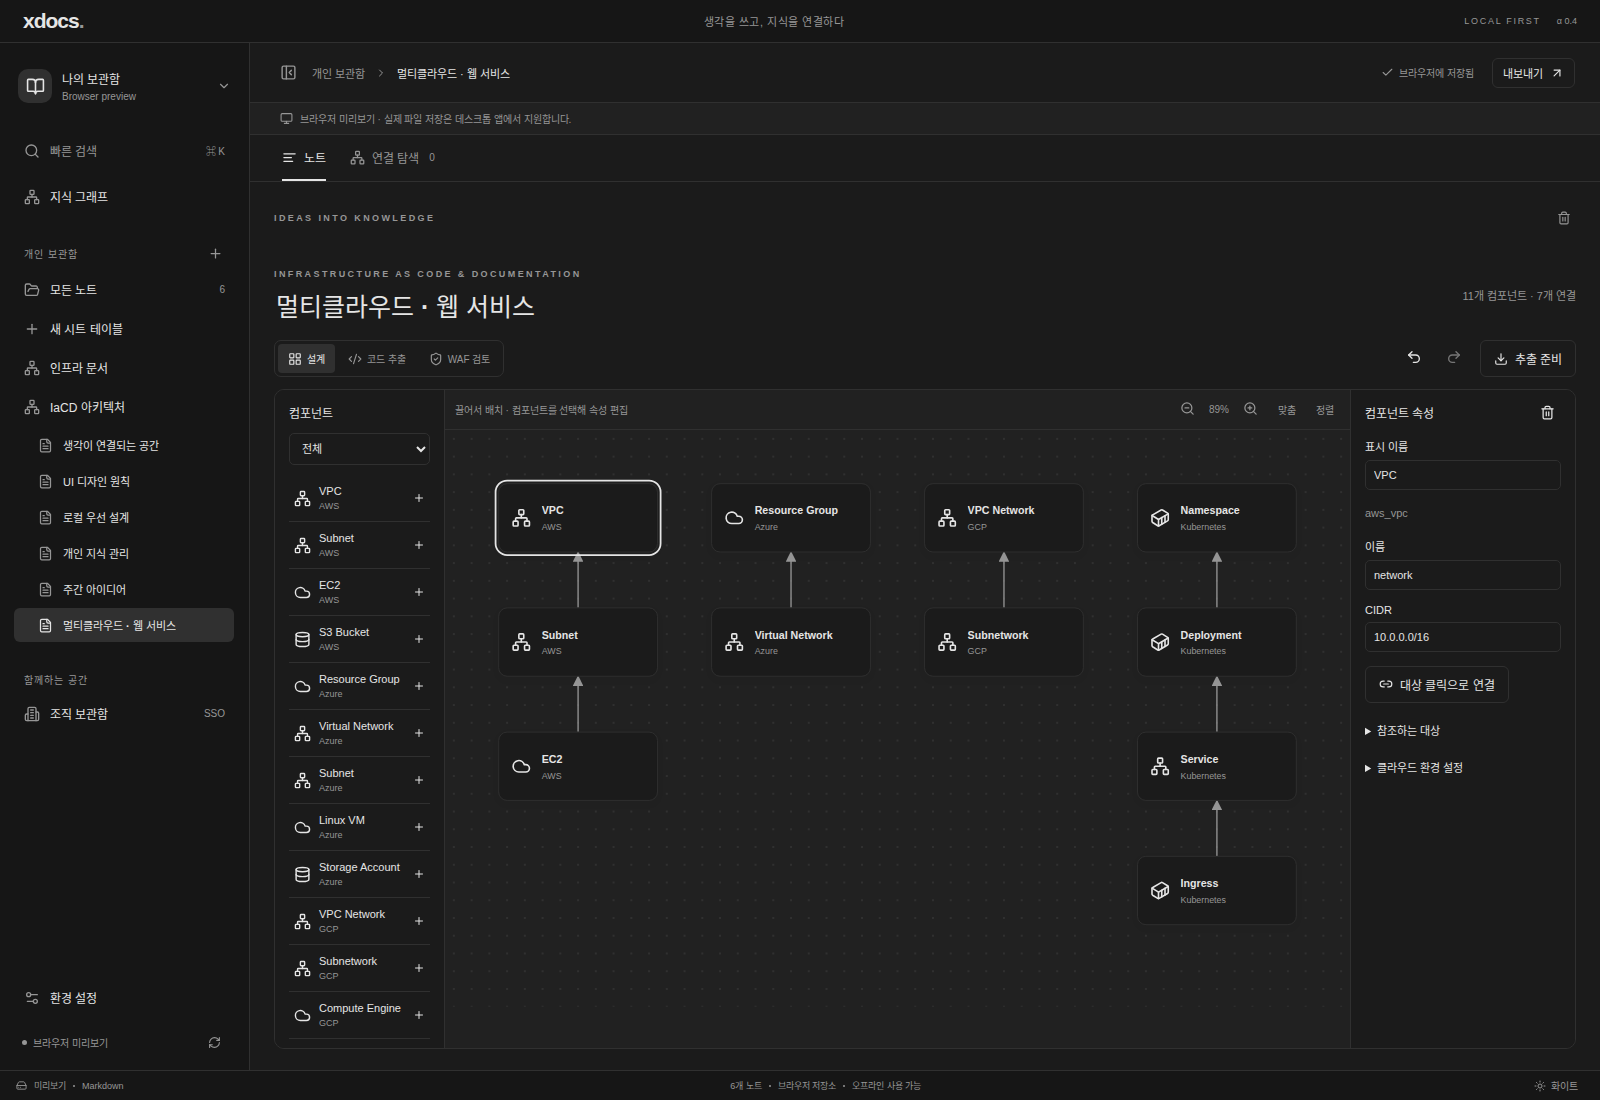 xdocs.
생각을 쓰고, 지식을 연결하다
LOCAL FIRST α 0.4
나의 보관함
Browser preview
빠른 검색 ⌘K
지식 그래프
개인 보관함
모든 노트 6
새 시트 테이블
인프라 문서
IaCD 아키텍처
생각이 연결되는 공간
UI 디자인 원칙
로컬 우선 설계
개인 지식 관리
주간 아이디어
멀티클라우드 · 웹 서비스
함께하는 공간
조직 보관함 SSO
환경 설정
브라우저 미리보기
개인 보관함 > 멀티클라우드 · 웹 서비스
브라우저에 저장됨 내보내기
브라우저 미리보기 · 실제 파일 저장은 데스크톱 앱에서 지원합니다.
노트 연결 탐색 0
IDEAS INTO KNOWLEDGE
INFRASTRUCTURE AS CODE & DOCUMENTATION
멀티클라우드 · 웹 서비스
11개 컴포넌트 · 7개 연결
설계 코드 추출 WAF 검토
추출 준비
컴포넌트
전체
VPC
AWS
Subnet
AWS
EC2
AWS
S3 Bucket
AWS
Resource Group
Azure
Virtual Network
Azure
Subnet
Azure
Linux VM
Azure
Storage Account
Azure
VPC Network
GCP
Subnetwork
GCP
Compute Engine
GCP
끌어서 배치 · 컴포넌트를 선택해 속성 편집
89% 맞춤 정렬
VPC
AWS
Resource Group
Azure
VPC Network
GCP
Namespace
Kubernetes
Subnet
AWS
Virtual Network
Azure
Subnetwork
GCP
Deployment
Kubernetes
EC2
AWS
Service
Kubernetes
Ingress
Kubernetes
컴포넌트 속성
표시 이름
VPC
aws_vpc
이름
network
CIDR
10.0.0.0/16
대상 클릭으로 연결
참조하는 대상
클라우드 환경 설정
미리보기 · Markdown
6개 노트 · 브라우저 저장소 · 오프라인 사용 가능
화이트